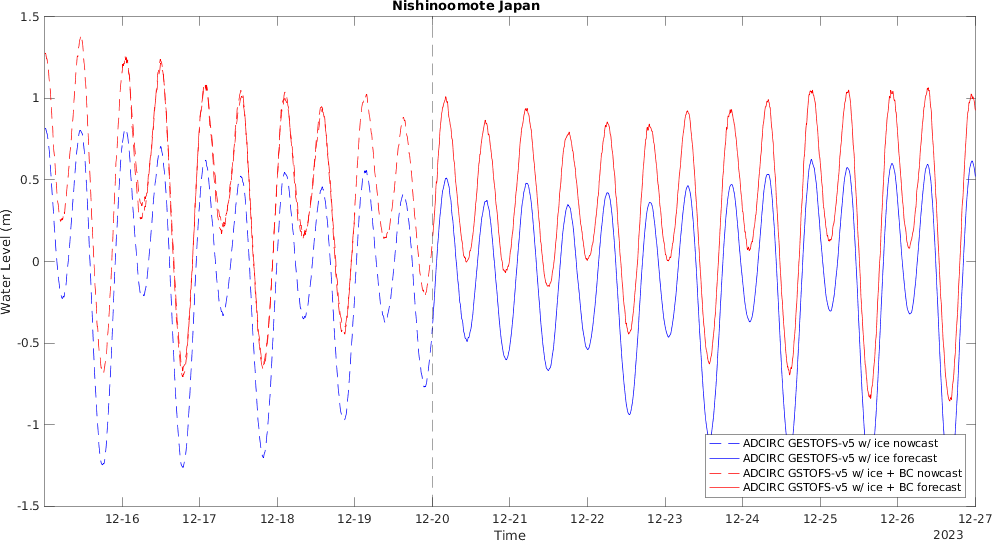 Nishinoomote Japan
1.5
1
0.5
0
-0.5
-1
-1.5
Water Level (m)
12-16 12-17 12-18 12-19 12-20 12-21 12-22 12-23 12-24 12-25 12-26 12-27
Time
2023
ADCIRC GESTOFS-v5 w/ ice nowcast
ADCIRC GESTOFS-v5 w/ ice forecast
ADCIRC GSTOFS-v5 w/ ice + BC nowcast
ADCIRC GSTOFS-v5 w/ ice + BC forecast